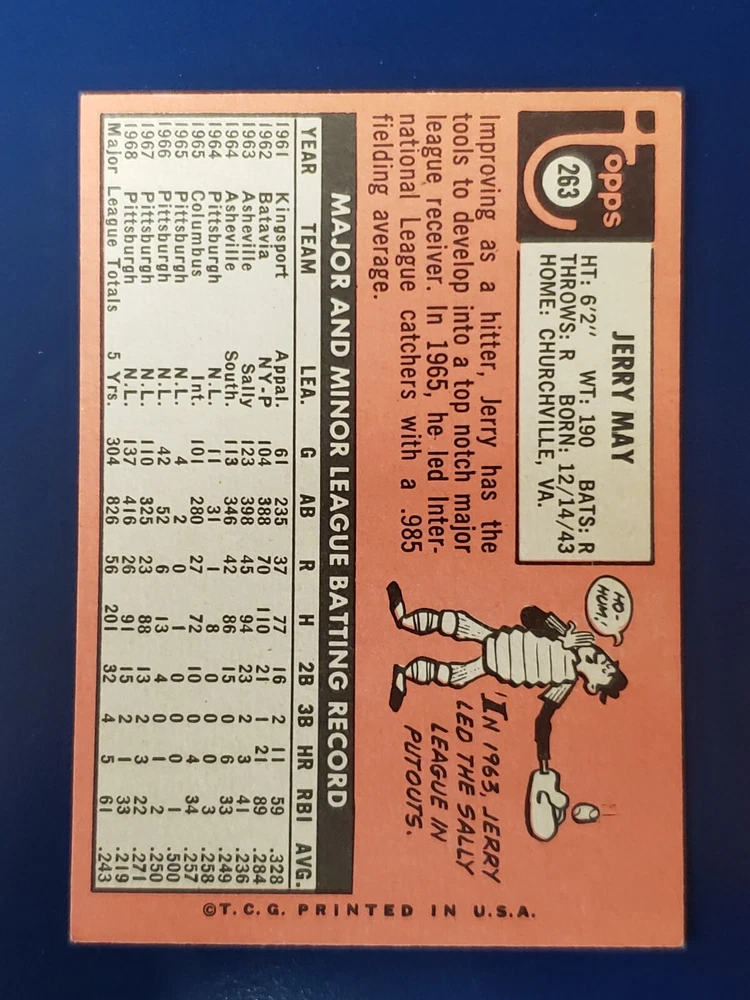 Topps
263
JERRY MAY
HT: 6'2" WT: 190 BATS: R
THROWS: R BORN: 12/14/43
HOME: CHURCHVILLE, VA.
Improving as a hitter, Jerry has the
tools to develop into a top notch major
league receiver. In 1965, he led Inter-
national League catchers with a .985
fielding average.
HO-
HUM!
IN 1963, JERRY
LED THE SALLY
LEAGUE IN
PUTOUTS.
MAJOR AND MINOR LEAGUE BATTING RECORD
YEAR TEAM LEA. G AB R H 2B 3B HR RBI AVG.
1961 Kingsport Appal. 61 235 37 77 16 2 11 59 .328
1962 Batavia NY-P 104 388 70 110 21 1 21 89 .284
1963 Asheville Sally 123 398 45 94 23 2 3 41 .236
1964 Asheville South. 113 346 42 86 15 0 6 33 .249
1964 Pittsburgh N.L. 11 31 1 8 0 0 0 3 .258
1965 Columbus Int. 101 280 27 72 10 0 4 34 .257
1965 Pittsburgh N.L. 4 2 0 1 0 0 0 1 .500
1966 Pittsburgh N.L. 42 52 6 13 4 0 1 2 .250
1967 Pittsburgh N.L. 110 325 23 88 13 2 3 22 .271
1968 Pittsburgh N.L. 137 416 26 91 15 2 1 33 .219
Major League Totals 5 Yrs. 304 826 56 201 32 4 5 61 .243
©T.C.G. PRINTED IN U.S.A.